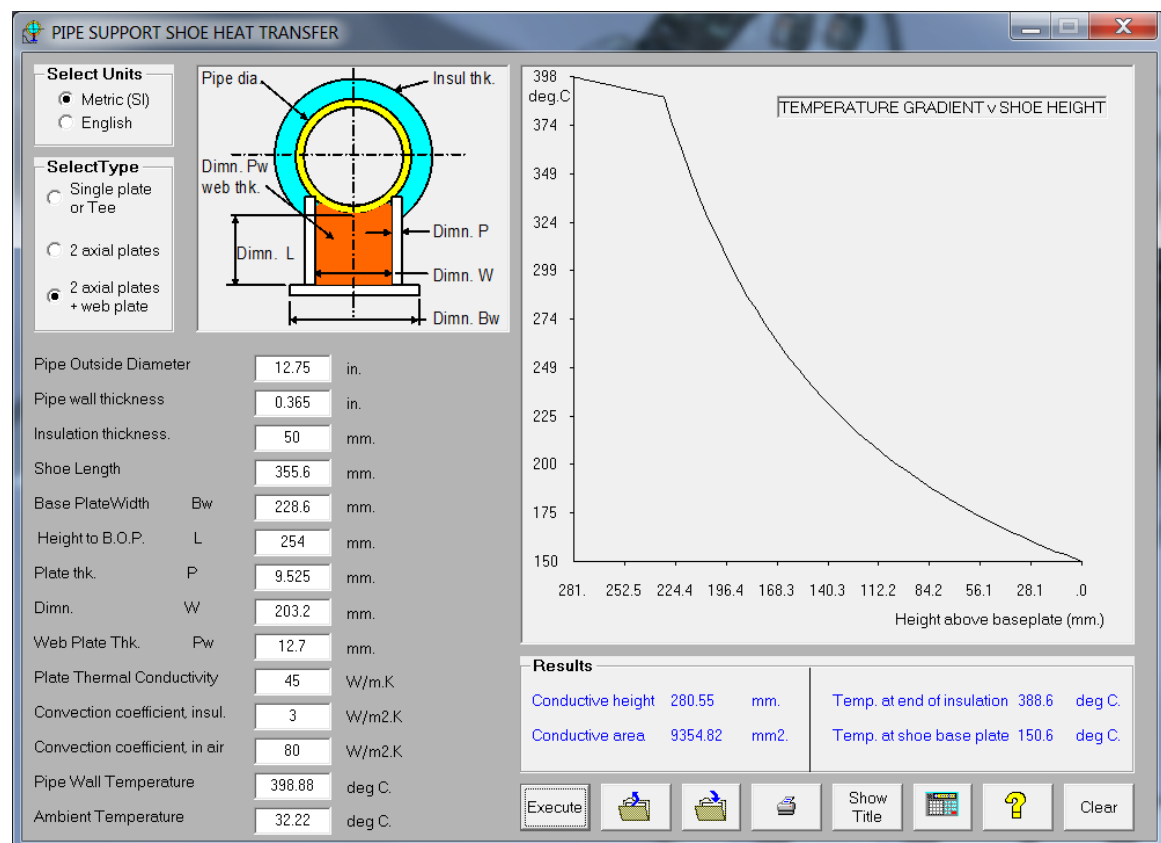 PIPE SUPPORT SHOE HEAT TRANSFER
Select Units
Metric (SI)
English
SelectType
Single plate
or Tee
2 axial plates
2 axial plates
+ web plate
Pipe dia.
Insul thk.
Dimn. Pw
web thk.
Dimn. L
Dimn. P
Dimn. W
Dimn. Bw
Pipe Outside Diameter 12.75 in.
Pipe wall thickness 0.365 in.
Insulation thickness. 50 mm.
Shoe Length 355.6 mm.
Base PlateWidth Bw 228.6 mm.
Height to B.O.P. L 254 mm.
Plate thk. P 9.525 mm.
Dimn. W 203.2 mm.
Web Plate Thk. Pw 12.7 mm.
Plate Thermal Conductivity 45 W/m.K
Convection coefficient, insul. 3 W/m2.K
Convection coefficient, in air 80 W/m2.K
Pipe Wall Temperature 398.88 deg C.
Ambient Temperature 32.22 deg C.
398
deg.C
TEMPERATURE GRADIENT v SHOE HEIGHT
374
349
324
299
274
249
225
200
175
150
281. 252.5 224.4 196.4 168.3 140.3 112.2 84.2 56.1 28.1 .0
Height above baseplate (mm.)
Results
Conductive height 280.55 mm. Temp. at end of insulation 388.6 deg C.
Conductive area 9354.82 mm2. Temp. at shoe base plate 150.6 deg C.
Execute
Show
Title
?
Clear